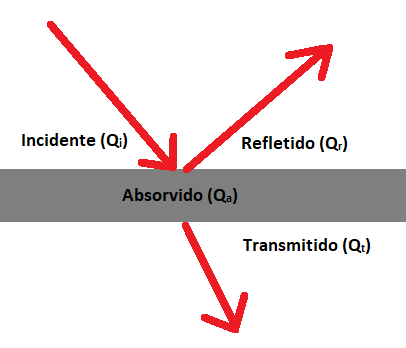 Incidente (Qᵢ)
Refletido (Qᵣ)
Absorvido (Qₐ)
Transmitido (Qₜ)